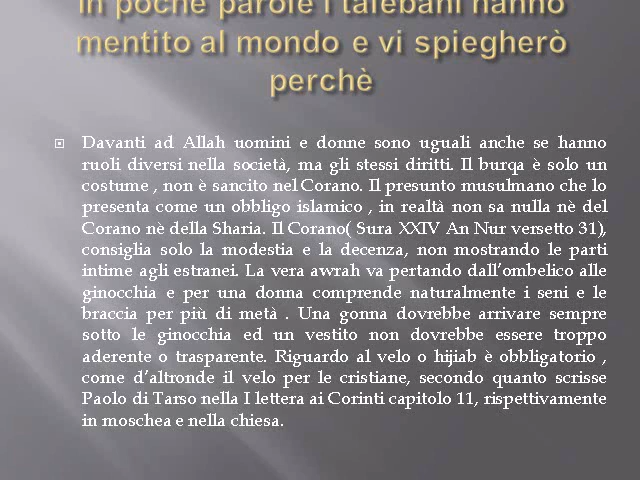 In poche parole i talebani hanno
mentito al mondo e vi spiegherò
perchè
Davanti ad Allah uomini e donne sono uguali anche se hanno
ruoli diversi nella società, ma gli stessi diritti. Il burqa è solo un
costume , non è sancito nel Corano. Il presunto musulmano che lo
presenta come un obbligo islamico , in realtà non sa nulla nè del
Corano nè della Sharia. Il Corano( Sura XXIV An Nur versetto 31),
consiglia solo la modestia e la decenza, non mostrando le parti
intime agli estranei. La vera awrah va pertando dall’ombelico alle
ginocchia e per una donna comprende naturalmente i seni e le
braccia per più di metà . Una gonna dovrebbe arrivare sempre
sotto le ginocchia ed un vestito non dovrebbe essere troppo
aderente o trasparente. Riguardo al velo o hijiab è obbligatorio ,
come d’altronde il velo per le cristiane, secondo quanto scrisse
Paolo di Tarso nella I lettera ai Corinti capitolo 11, rispettivamente
in moschea e nella chiesa.